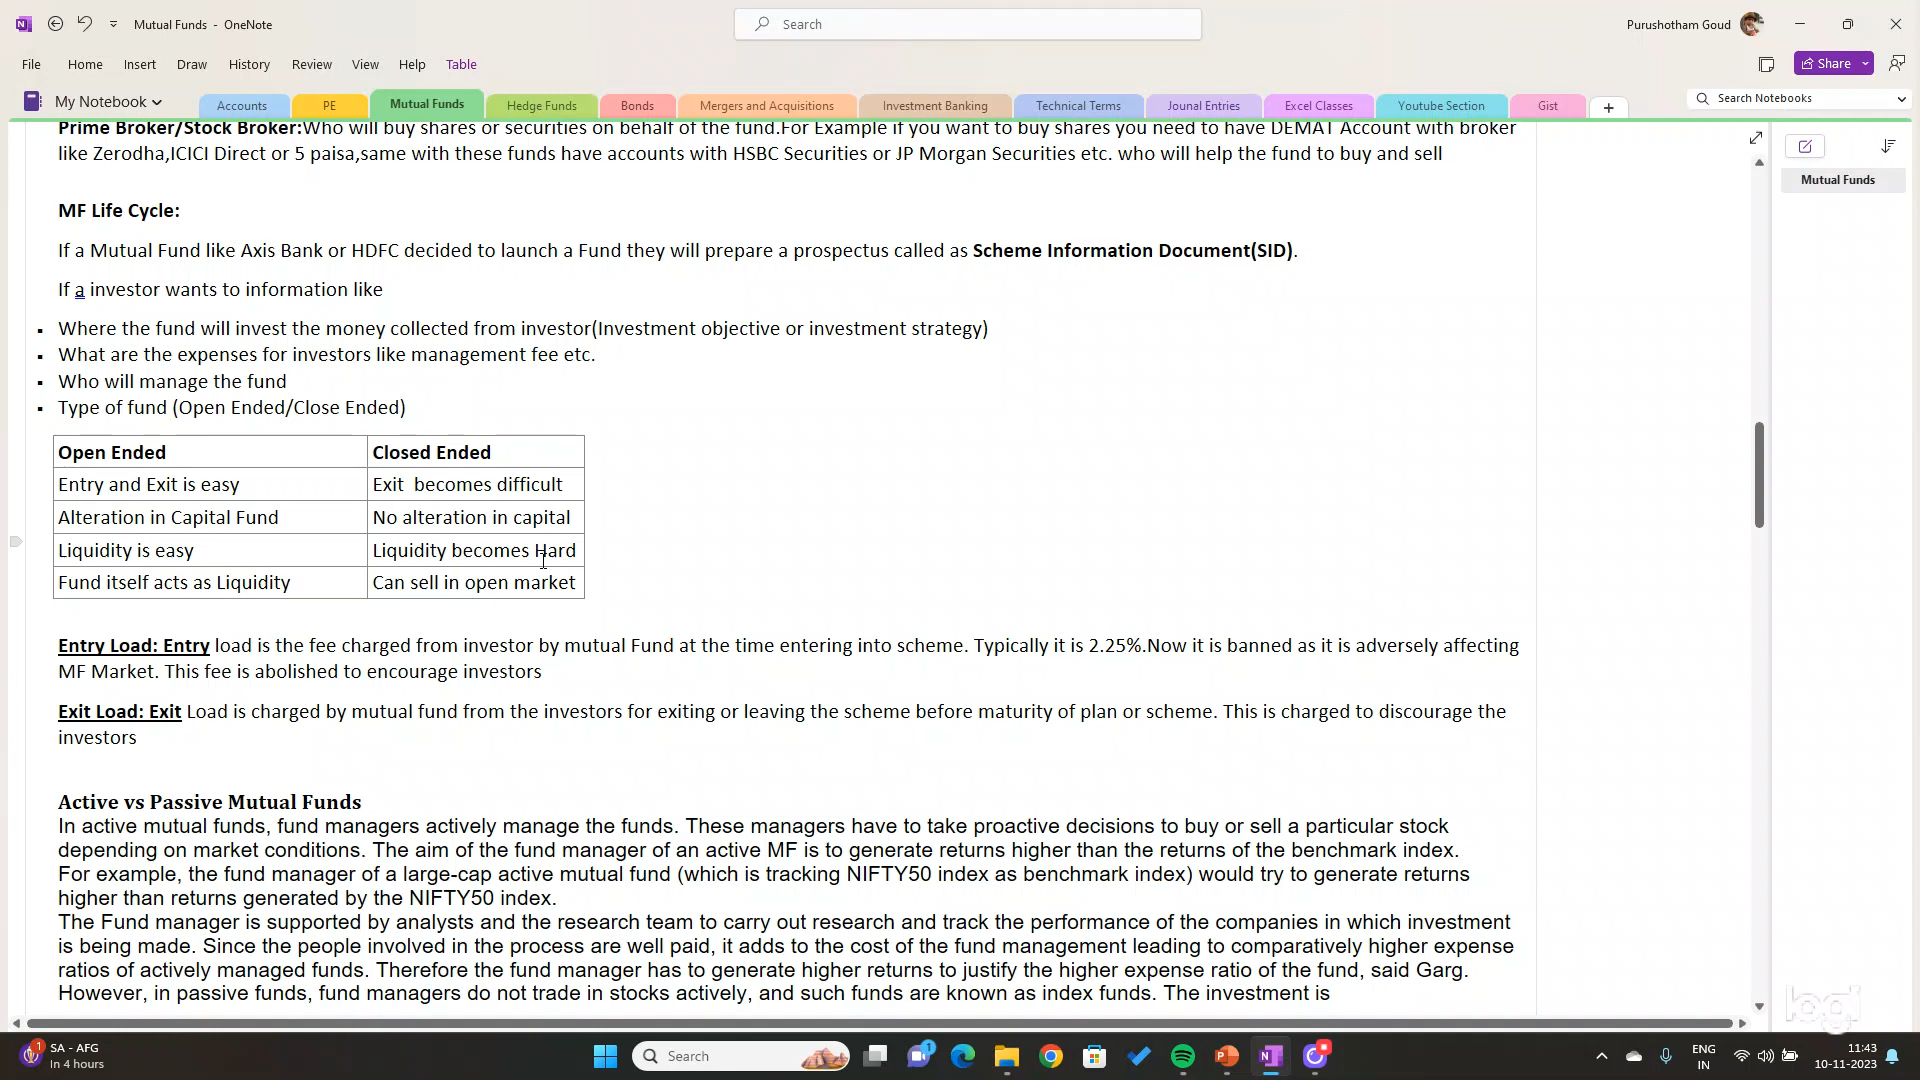 Mutual Funds - OneNote
Search
Purushotham Goud
File Home Insert Draw History Review View Help Table
Share
My Notebook
Accounts PE Mutual Funds Hedge Funds Bonds Mergers and Acquisitions Investment Banking Technical Terms Jounal Entries Excel Classes Youtube Section Gist
Search Notebooks
Mutual Funds
Prime Broker/Stock Broker:Who will buy shares or securities on behalf of the fund.For Example if you want to buy shares you need to have DEMAT Account with broker
like Zerodha,ICICI Direct or 5 paisa,same with these funds have accounts with HSBC Securities or JP Morgan Securities etc. who will help the fund to buy and sell
MF Life Cycle:
If a Mutual Fund like Axis Bank or HDFC decided to launch a Fund they will prepare a prospectus called as Scheme Information Document(SID).
If a investor wants to information like
▪ Where the fund will invest the money collected from investor(Investment objective or investment strategy)
▪ What are the expenses for investors like management fee etc.
▪ Who will manage the fund
▪ Type of fund (Open Ended/Close Ended)
Open Ended Closed Ended
Entry and Exit is easy Exit  becomes difficult
Alteration in Capital Fund No alteration in capital
Liquidity is easy Liquidity becomes Hard
Fund itself acts as Liquidity Can sell in open market
Entry Load: Entry load is the fee charged from investor by mutual Fund at the time entering into scheme. Typically it is 2.25%.Now it is banned as it is adversely affecting
MF Market. This fee is abolished to encourage investors
Exit Load: Exit Load is charged by mutual fund from the investors for exiting or leaving the scheme before maturity of plan or scheme. This is charged to discourage the
investors
Active vs Passive Mutual Funds
In active mutual funds, fund managers actively manage the funds. These managers have to take proactive decisions to buy or sell a particular stock
depending on market conditions. The aim of the fund manager of an active MF is to generate returns higher than the returns of the benchmark index.
For example, the fund manager of a large-cap active mutual fund (which is tracking NIFTY50 index as benchmark index) would try to generate returns
higher than returns generated by the NIFTY50 index.
The Fund manager is supported by analysts and the research team to carry out research and track the performance of the companies in which investment
is being made. Since the people involved in the process are well paid, it adds to the cost of the fund management leading to comparatively higher expense
ratios of actively managed funds. Therefore the fund manager has to generate higher returns to justify the higher expense ratio of the fund, said Garg.
However, in passive funds, fund managers do not trade in stocks actively, and such funds are known as index funds. The investment is
logi
1
SA - AFG
In 4 hours
Search
1
ENG
IN
11:43
10-11-2023